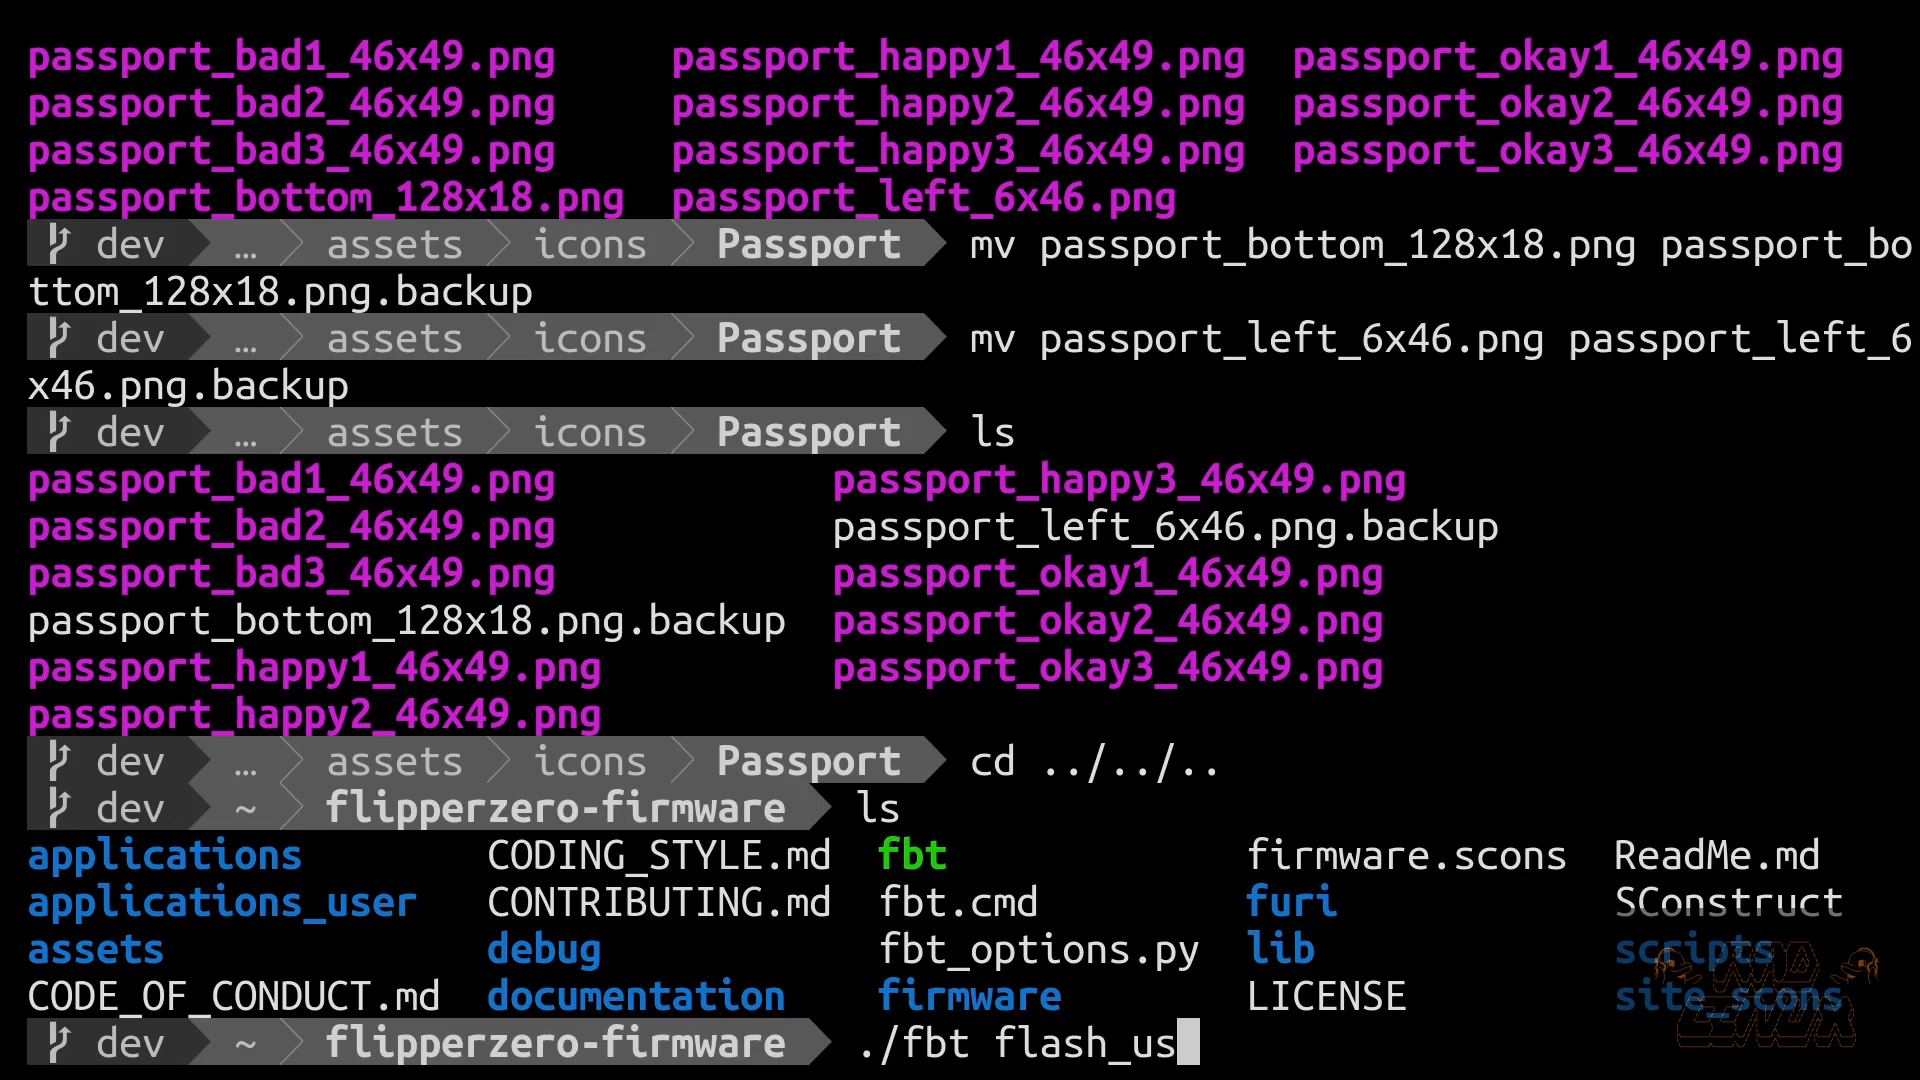 passport_bad1_46x49.png passport_happy1_46x49.png passport_okay1_46x49.png
passport_bad2_46x49.png passport_happy2_46x49.png passport_okay2_46x49.png
passport_bad3_46x49.png passport_happy3_46x49.png passport_okay3_46x49.png
passport_bottom_128x18.png passport_left_6x46.png
dev … assets icons Passport mv passport_bottom_128x18.png passport_bo
ttom_128x18.png.backup
dev … assets icons Passport mv passport_left_6x46.png passport_left_6
x46.png.backup
dev … assets icons Passport ls
passport_bad1_46x49.png passport_happy3_46x49.png
passport_bad2_46x49.png passport_left_6x46.png.backup
passport_bad3_46x49.png passport_okay1_46x49.png
passport_bottom_128x18.png.backup passport_okay2_46x49.png
passport_happy1_46x49.png passport_okay3_46x49.png
passport_happy2_46x49.png
dev … assets icons Passport cd ../../..
dev ~ flipperzero-firmware ls
applications CODING_STYLE.md fbt firmware.scons ReadMe.md
applications_user CONTRIBUTING.md fbt.cmd furi SConstruct
assets debug fbt_options.py lib scripts
CODE_OF_CONDUCT.md documentation firmware LICENSE site_scons
dev ~ flipperzero-firmware ./fbt flash_us